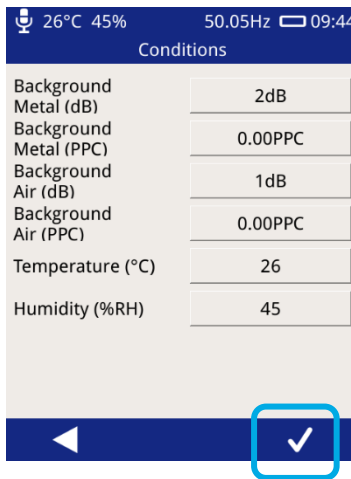 26°C 45% 50.05Hz 09:44
Conditions
Background
Metal (dB)
2dB
Background
Metal (PPC)
0.00PPC
Background
Air (dB)
1dB
Background
Air (PPC)
0.00PPC
Temperature (°C) 26
Humidity (%RH) 45